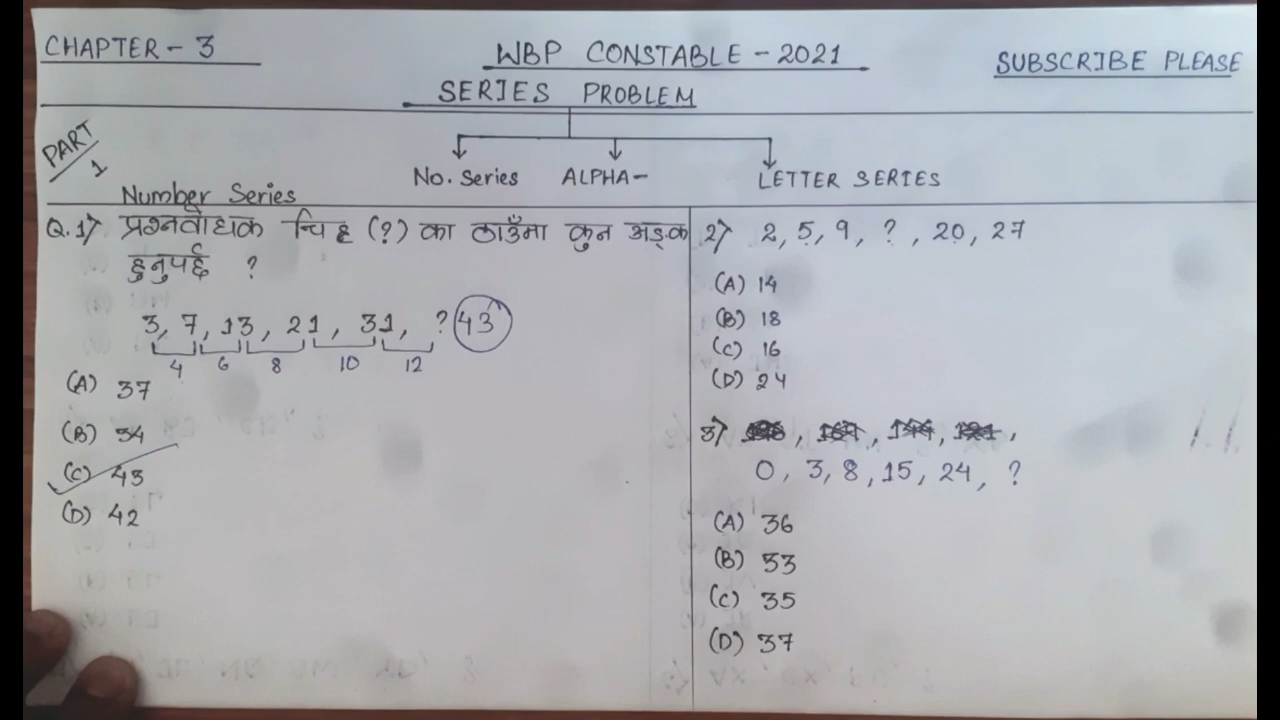 CHAPTER - 3
WBP CONSTABLE - 2021
SUBSCRIBE PLEASE
SERIES PROBLEM
PART 1
No. Series ALPHA- LETTER SERIES
Number Series
Q.1) प्रश्नवोधक चिह्न (?) का ठाउँमा कुन अङ्क
हुनुपर्छ ?
3, 7, 13, 21, 31, ? 43
4 6 8 10 12
(A) 37
(B) 34
(C) 43
(D) 42
2) 2, 5, 9, ?, 20, 27
(A) 14
(B) 18
(C) 16
(D) 24
3)
0, 3, 8, 15, 24, ?
(A) 36
(B) 33
(C) 35
(D) 37